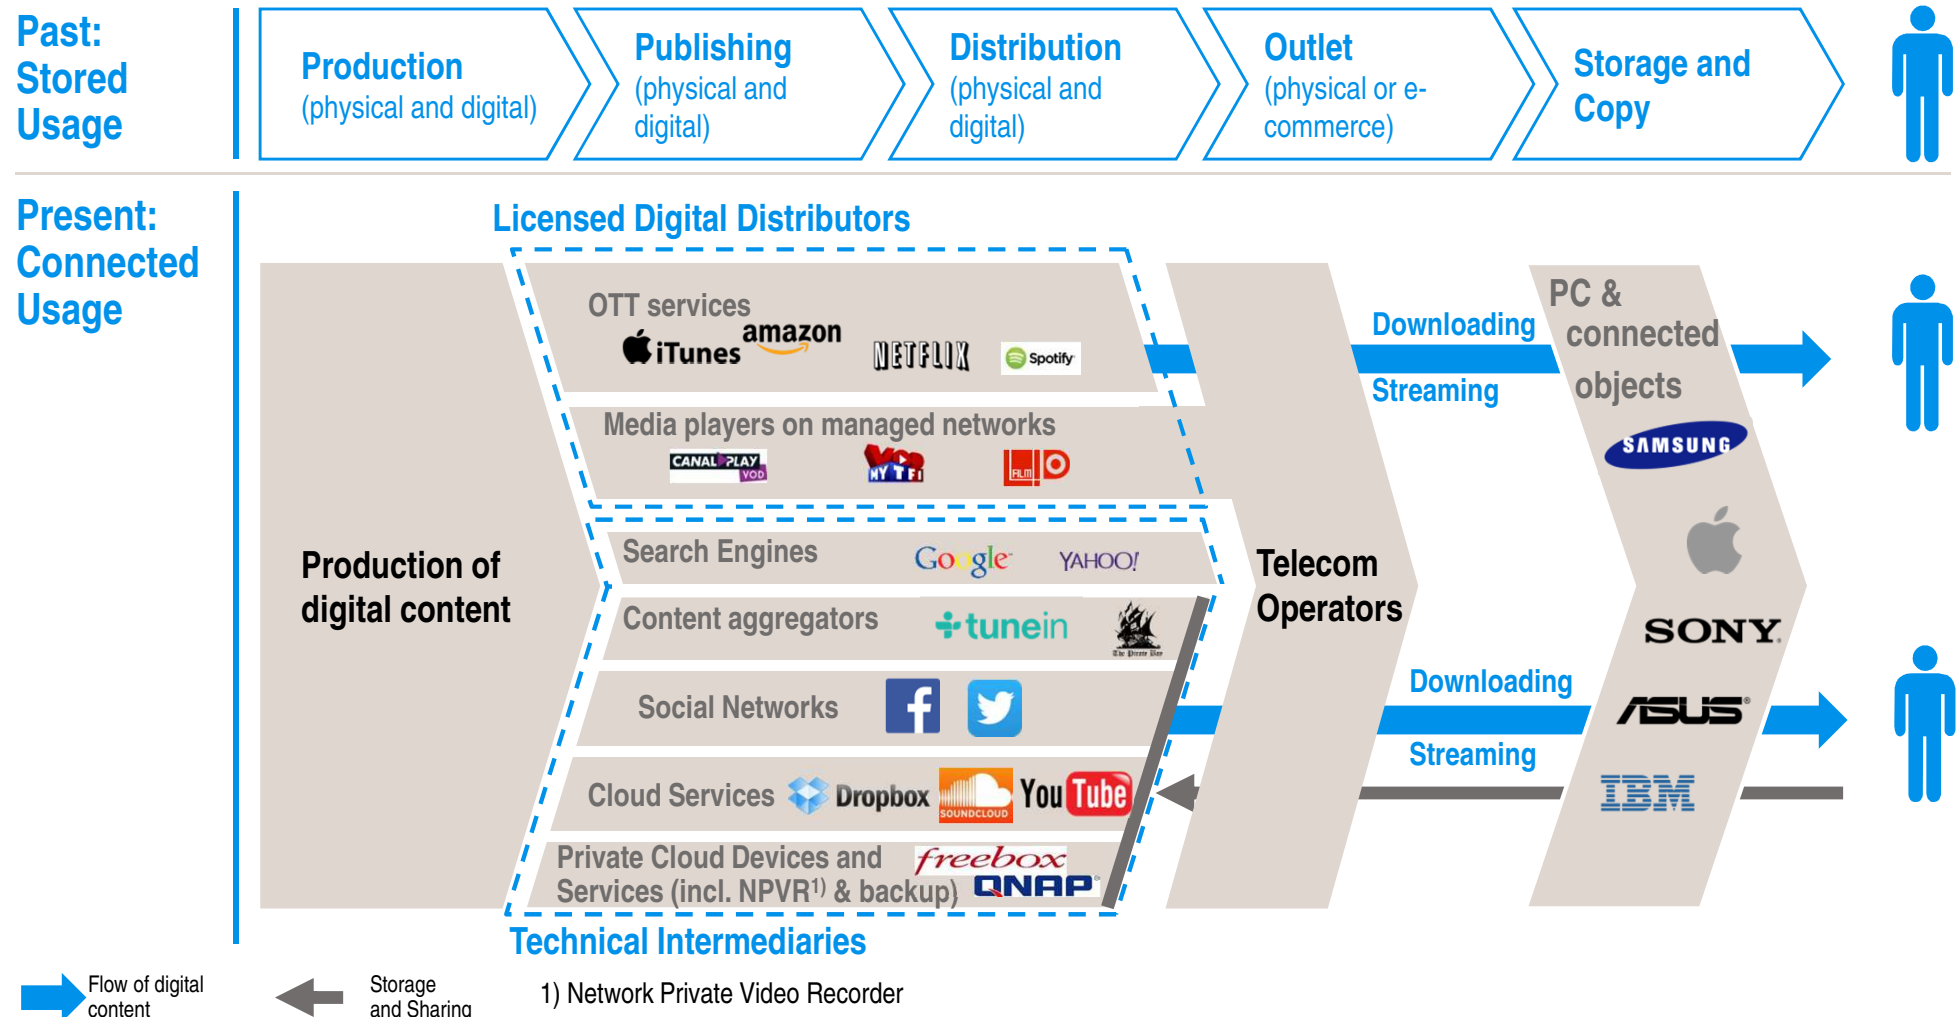 Past:
Stored
Usage
Production
(physical and digital)
Publishing
(physical and
digital)
Distribution
(physical and
digital)
Outlet
(physical or e-
commerce)
Storage and
Copy
Present:
Connected
Usage
Licensed Digital Distributors
OTT services
iTunes
amazon
NETFLIX
Spotify
Media players on managed networks
CANAL PLAY
VOD
VOD
MY TF1
FILM
Search Engines
Google
YAHOO!
Content aggregators
tunein
The Pirate Bay
Social Networks
f
Cloud Services
Dropbox
SOUNDCLOUD
YouTube
Private Cloud Devices and
Services (incl. NPVR1) & backup)
freebox
QNAP®
Technical Intermediaries
Production of
digital content
Telecom
Operators
Downloading
Streaming
Downloading
Streaming
PC &
connected
objects
SAMSUNG
SONY
ASUS®
IBM
Flow of digital
content
Storage
and Sharing
1) Network Private Video Recorder